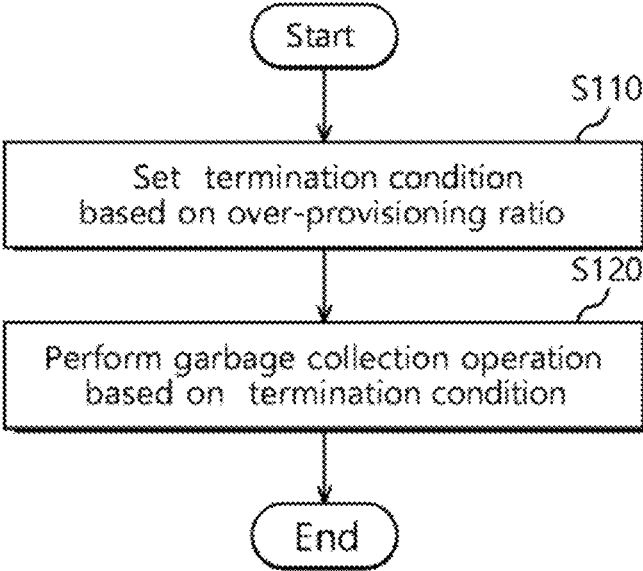 Start
S110
Set termination condition
based on over-provisioning ratio
S120
Perform garbage collection operation
based on termination condition
End